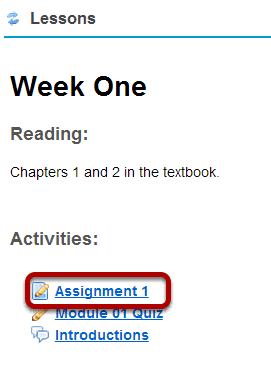 Lessons
Week One
Reading:
Chapters 1 and 2 in the textbook.
Activities:
Assignment 1
Module 01 Quiz
Introductions